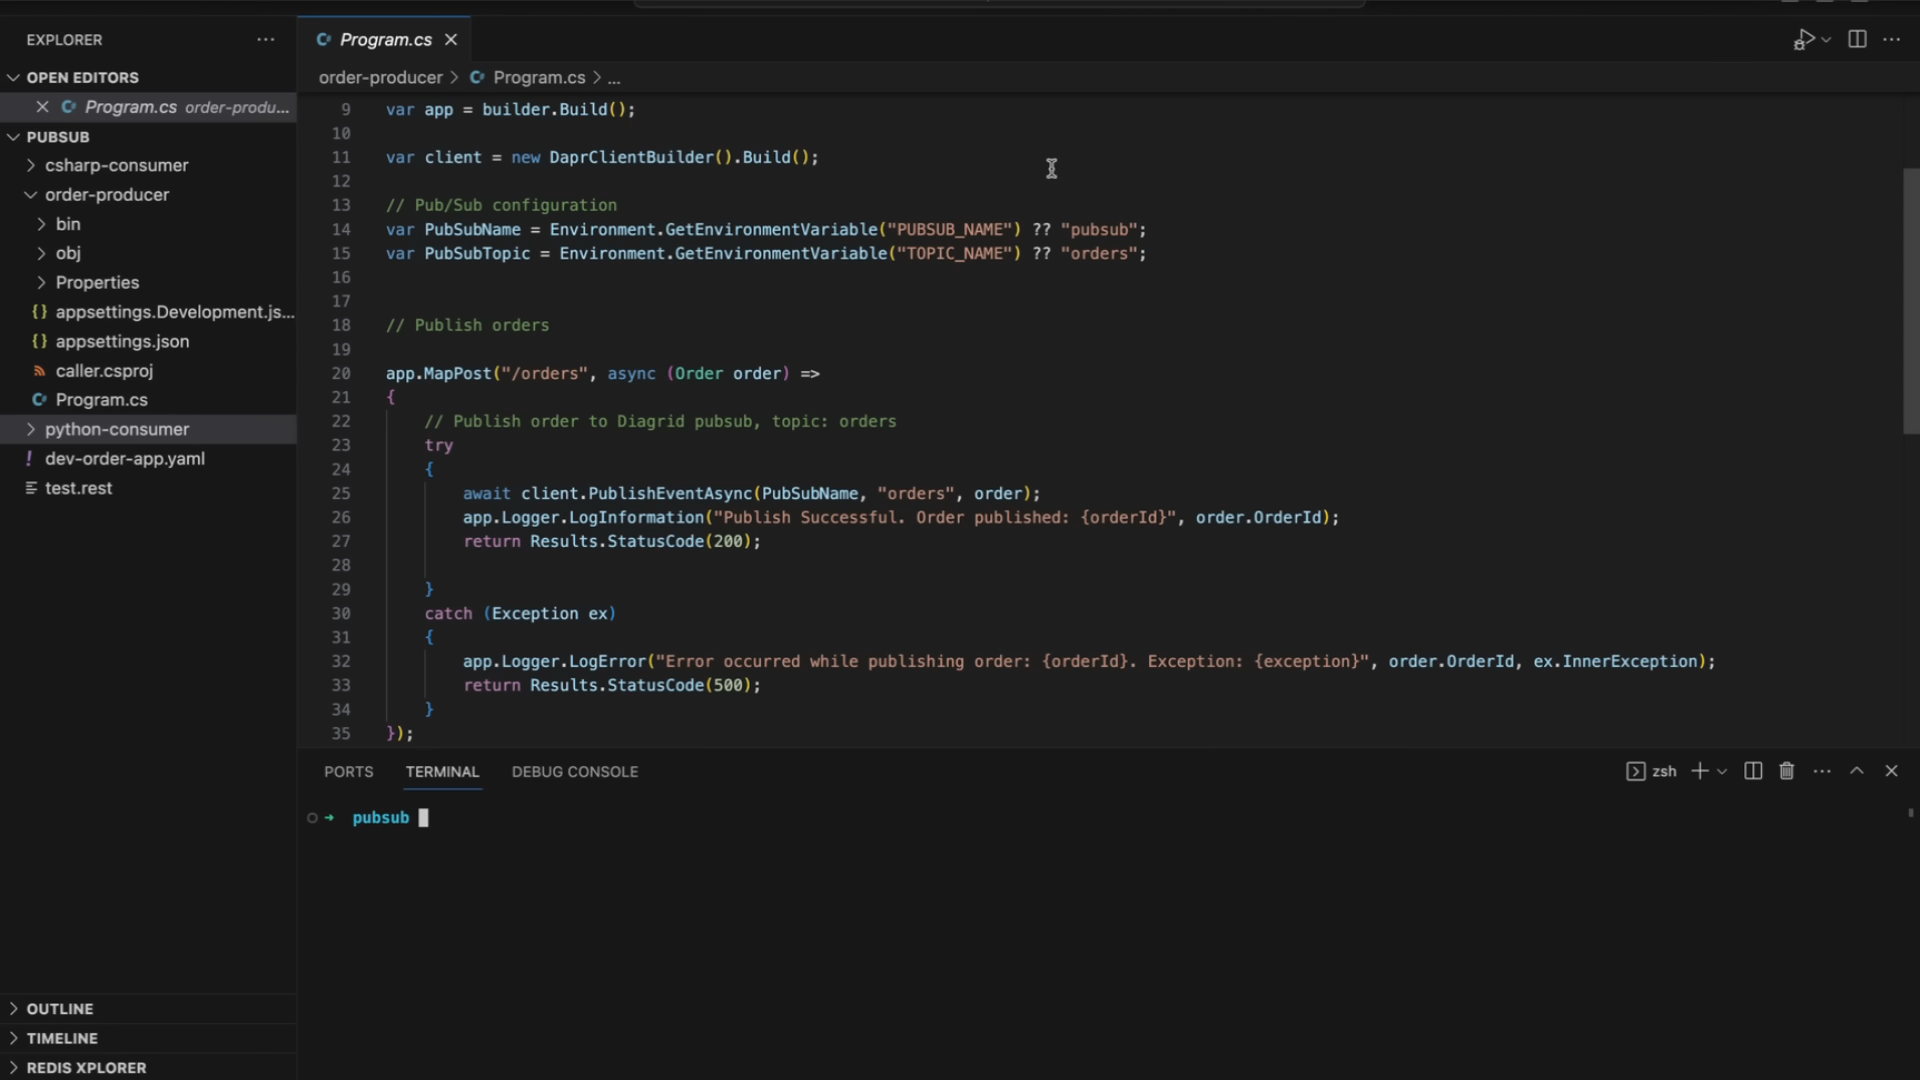 EXPLORER
OPEN EDITORS
Program.cs order-produ...
PUBSUB
csharp-consumer
order-producer
bin
obj
Properties
{} appsettings.Development.js...
{} appsettings.json
caller.csproj
Program.cs
python-consumer
! dev-order-app.yaml
test.rest
OUTLINE
TIMELINE
REDIS XPLORER
Program.cs
order-producer > Program.cs > ...
9 var app = builder.Build();
10
11 var client = new DaprClientBuilder().Build();
12
13 // Pub/Sub configuration
14 var PubSubName = Environment.GetEnvironmentVariable("PUBSUB_NAME") ?? "pubsub";
15 var PubSubTopic = Environment.GetEnvironmentVariable("TOPIC_NAME") ?? "orders";
16
17
18 // Publish orders
19
20 app.MapPost("/orders", async (Order order) =>
21 {
22 // Publish order to Diagrid pubsub, topic: orders
23 try
24 {
25 await client.PublishEventAsync(PubSubName, "orders", order);
26 app.Logger.LogInformation("Publish Successful. Order published: {orderId}", order.OrderId);
27 return Results.StatusCode(200);
28
29 }
30 catch (Exception ex)
31 {
32 app.Logger.LogError("Error occurred while publishing order: {orderId}. Exception: {exception}", order.OrderId, ex.InnerException);
33 return Results.StatusCode(500);
34 }
35 });
PORTS TERMINAL DEBUG CONSOLE
zsh
pubsub